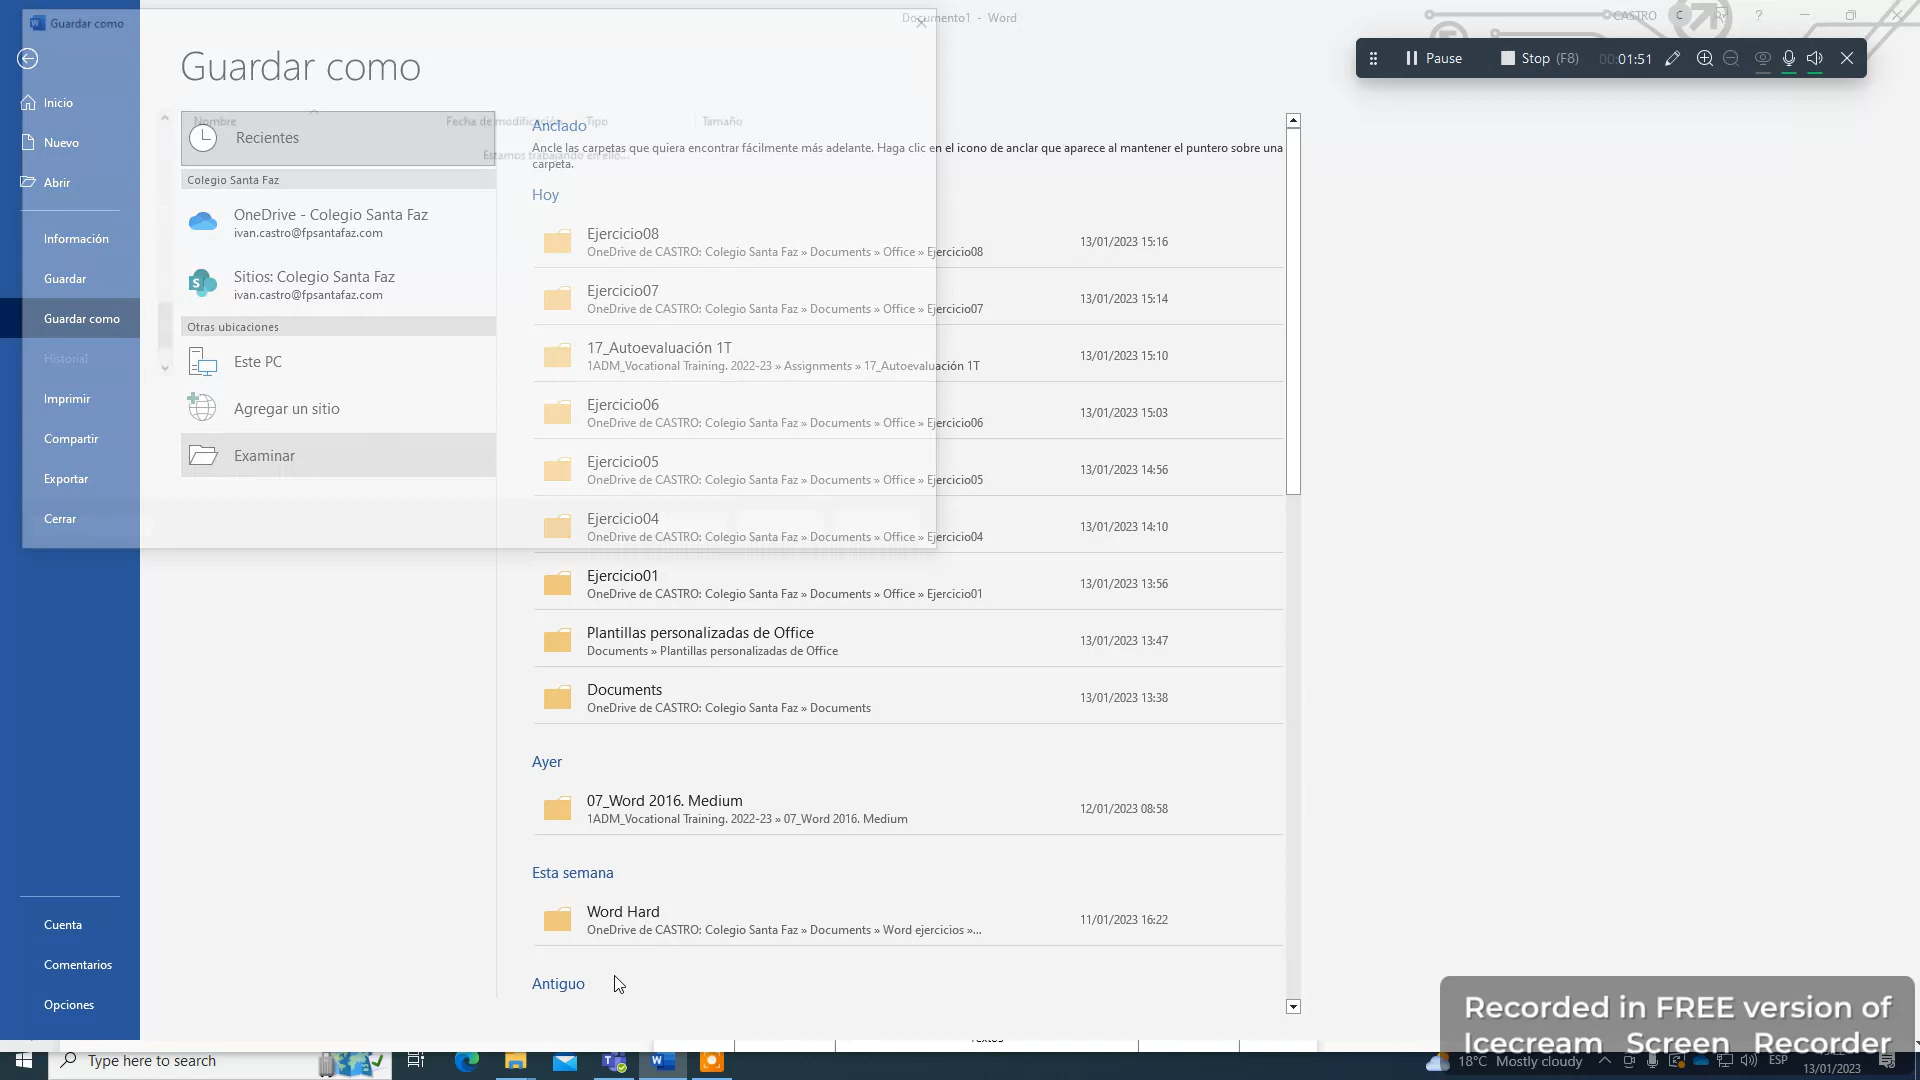 Guardar como
Documento1 - Word
CASTRO
C
?
Pause
Stop (F8)
00:01:51
Guardar como
Inicio
Nuevo
Abrir
Información
Guardar
Guardar como
Historial
Imprimir
Compartir
Exportar
Cerrar
Cuenta
Comentarios
Opciones
Nombre
Fecha de modificación
Tipo
Tamaño
Estamos trabajando en ello...
Recientes
Colegio Santa Faz
OneDrive - Colegio Santa Faz
ivan.castro@fpsantafaz.com
Sitios: Colegio Santa Faz
ivan.castro@fpsantafaz.com
Otras ubicaciones
Este PC
Agregar un sitio
Examinar
Anclado
Ancle las carpetas que quiera encontrar fácilmente más adelante. Haga clic en el icono de anclar que aparece al mantener el puntero sobre una
carpeta.
Hoy
Ejercicio08
OneDrive de CASTRO: Colegio Santa Faz » Documents » Office » Ejercicio08
13/01/2023 15:16
Ejercicio07
OneDrive de CASTRO: Colegio Santa Faz » Documents » Office » Ejercicio07
13/01/2023 15:14
17_Autoevaluación 1T
1ADM_Vocational Training. 2022-23 » Assignments » 17_Autoevaluación 1T
13/01/2023 15:10
Ejercicio06
OneDrive de CASTRO: Colegio Santa Faz » Documents » Office » Ejercicio06
13/01/2023 15:03
Ejercicio05
OneDrive de CASTRO: Colegio Santa Faz » Documents » Office » Ejercicio05
13/01/2023 14:56
Ejercicio04
OneDrive de CASTRO: Colegio Santa Faz » Documents » Office » Ejercicio04
13/01/2023 14:10
Ejercicio01
OneDrive de CASTRO: Colegio Santa Faz » Documents » Office » Ejercicio01
13/01/2023 13:56
Plantillas personalizadas de Office
Documents » Plantillas personalizadas de Office
13/01/2023 13:47
Documents
OneDrive de CASTRO: Colegio Santa Faz » Documents
13/01/2023 13:38
Ayer
07_Word 2016. Medium
1ADM_Vocational Training. 2022-23 » 07_Word 2016. Medium
12/01/2023 08:58
Esta semana
Word Hard
OneDrive de CASTRO: Colegio Santa Faz » Documents » Word ejercicios »...
11/01/2023 16:22
Antiguo
Recorded in FREE version of
Icecream Screen Recorder
Type here to search
18°C Mostly cloudy
ESP
13/01/2023